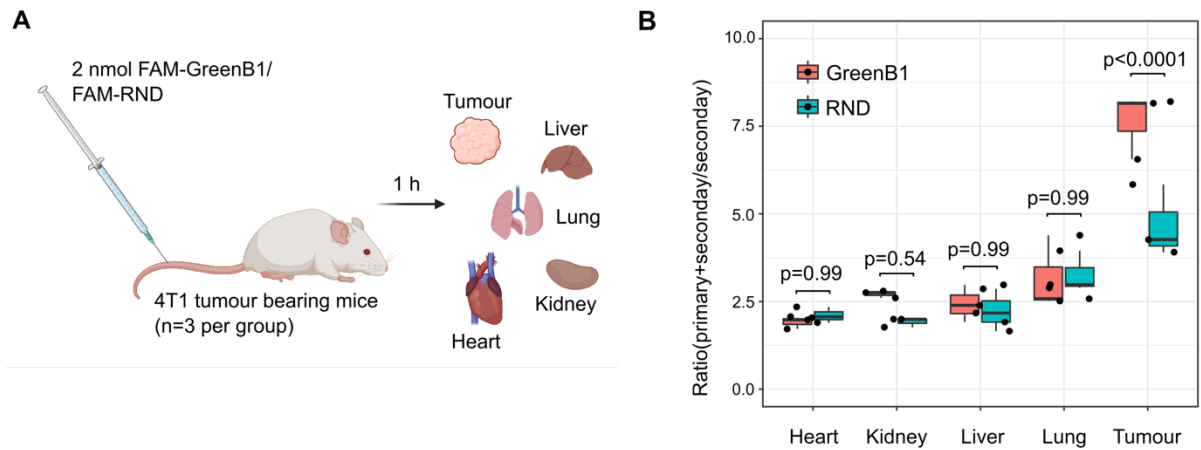 A
2 nmol FAM-GreenB1/
FAM-RND
4T1 tumour bearing mice
(n=3 per group)
1 h
Tumour
Liver
Lung
Kidney
Heart
B
Ratio(primary+seconday/seconday)
10.0
7.5
5.0
2.5
0.0
GreenB1
RND
p=0.99
p=0.54
p=0.99
p=0.99
p<0.0001
Heart Kidney Liver Lung Tumour